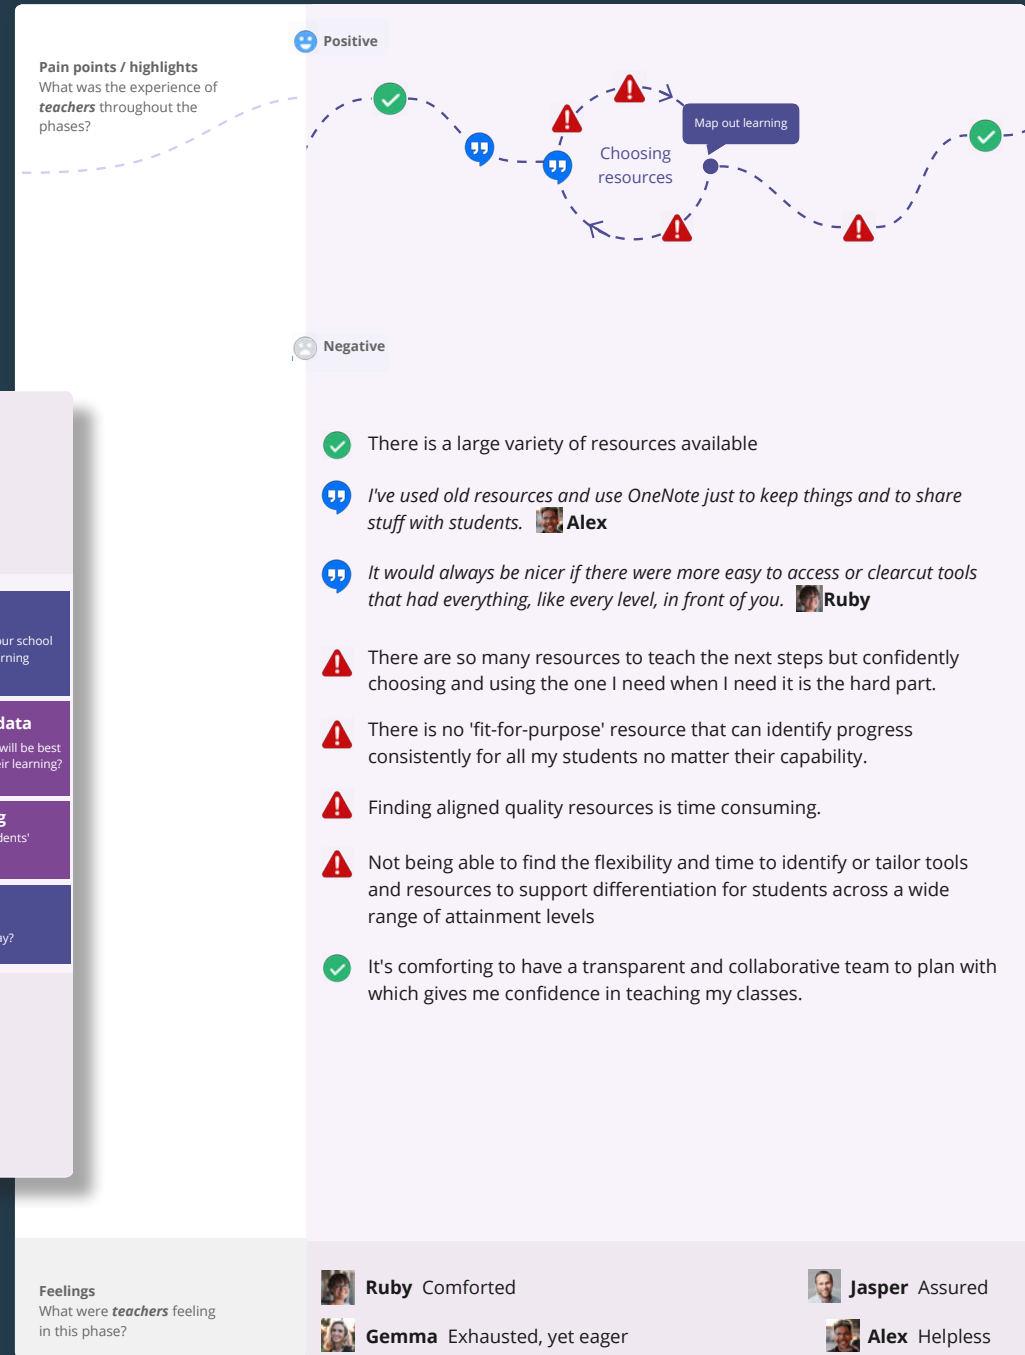 Positive
Pain points / highlights
What was the experience of
teachers throughout the
phases?
Map out learning
Choosing
resources
Negative
There is a large variety of resources available
I've used old resources and use OneNote just to keep things and to share
stuff with students. Alex
It would always be nicer if there were more easy to access or clearcut tools
that had everything, like every level, in front of you. Ruby
There are so many resources to teach the next steps but confidently
choosing and using the one I need when I need it is the hard part.
There is no 'fit-for-purpose' resource that can identify progress
consistently for all my students no matter their capability.
Finding aligned quality resources is time consuming.
Not being able to find the flexibility and time to identify or tailor tools
and resources to support differentiation for students across a wide
range of attainment levels
It's comforting to have a transparent and collaborative team to plan with
which gives me confidence in teaching my classes.
school
data
will be best
learning?
Feelings
What were teachers feeling
in this phase?
Ruby Comforted
Jasper Assured
Gemma Exhausted, yet eager
Alex Helpless